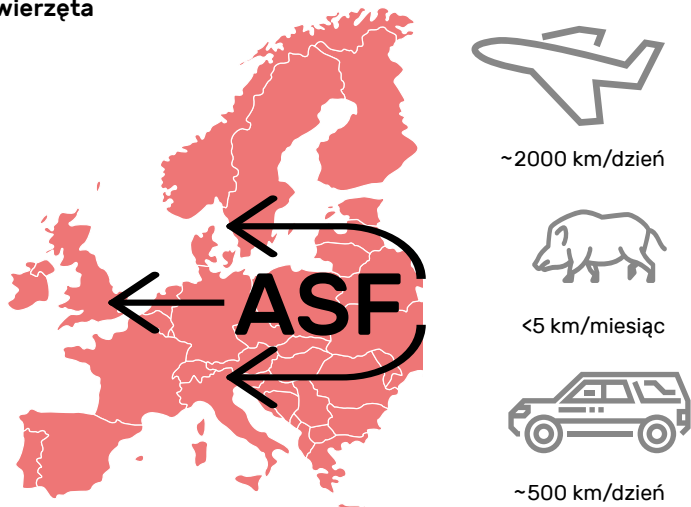 wierzęta
~2000 km/dzień
ASF
<5 km/miesiąc
~500 km/dzień